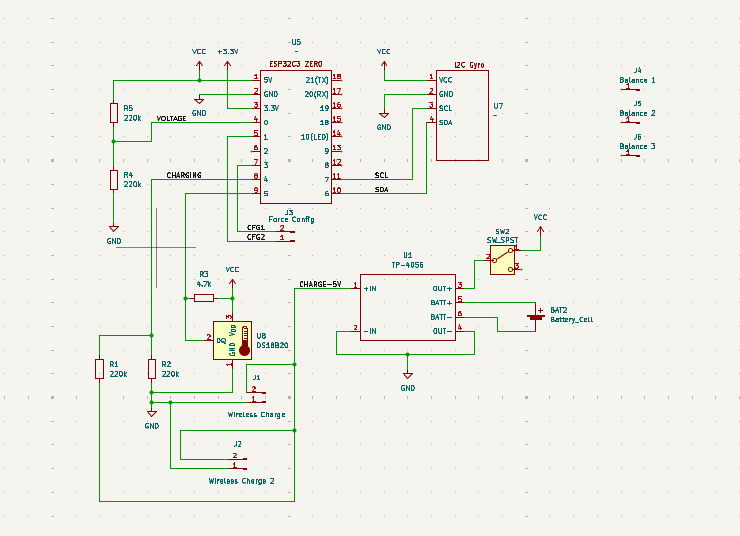 U5
-
ESP32C3 ZERO
VCC
+3.3V
1 5V
2 GND
3 3.3V
4 0
5 1
6 2
7 3
8 4
9 5
21(TX) 18
20(RX) 17
19 16
18 15
10(LED) 14
9 13
8 12
7 11
6 10
GND
R5
220k
VOLTAGE
R4
220k
GND
CHARGING
SCL
SDA
J3
Force Config
CFG1 2
CFG2 1
VCC
GND
I2C Gyro
1 VCC
2 GND
3 SCL
4 SDA
U7
-
J4
Balance 1
1
J5
Balance 2
1
J6
Balance 3
1
R3
4.7k
VCC
3
VDD
2 DQ
GND
1
U8
DS18B20
R1
220k
R2
220k
GND
J1
2
1
Wireless Charge
J2
2
1
Wireless Charge 2
CHARGE-5V
U1
TP-4056
1 +IN
2 -IN
OUT+ 3
BATT+ 5
BATT- 6
OUT- 4
GND
SW2
SW_SPST
1
2
3
VCC
+
BAT2
Battery_Cell